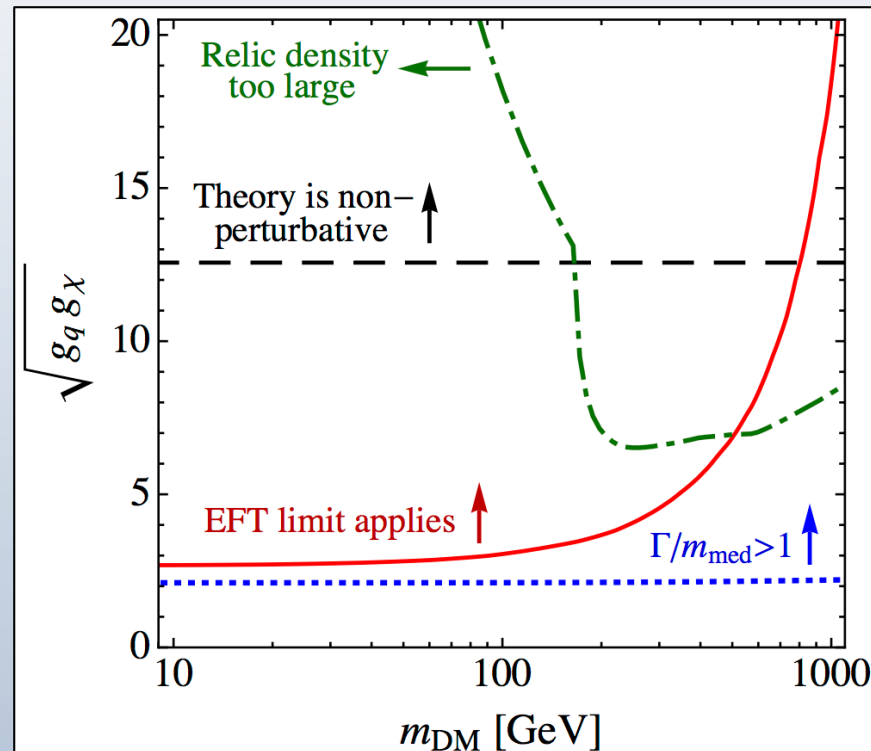 20
15
10
5
0
√g_q g_χ
Relic density
too large
Theory is non–
perturbative
EFT limit applies
Γ/m_med>1
10
100
1000
m_DM [GeV]